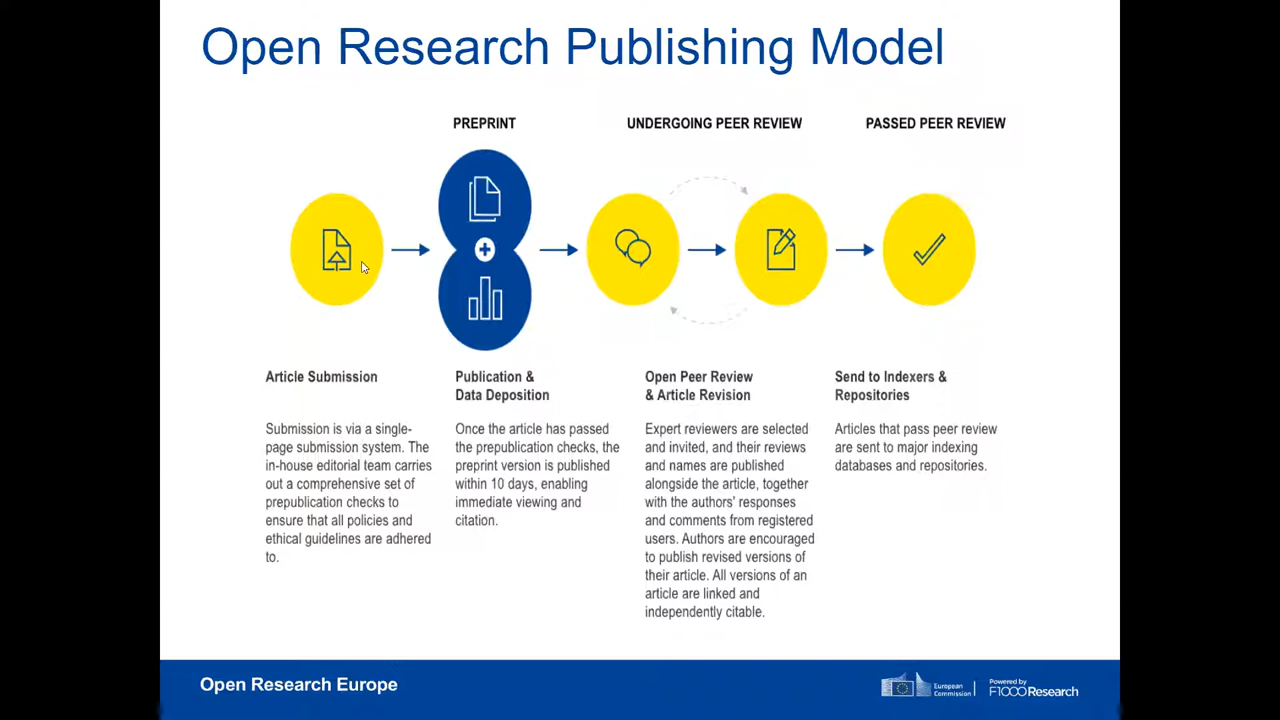 Open Research Publishing Model
PREPRINT
UNDERGOING PEER REVIEW
PASSED PEER REVIEW
Article Submission
Submission is via a single-
page submission system. The
in-house editorial team carries
out a comprehensive set of
prepublication checks to
ensure that all policies and
ethical guidelines are adhered
to.
Publication &
Data Deposition
Once the article has passed
the prepublication checks, the
preprint version is published
within 10 days, enabling
immediate viewing and
citation.
Open Peer Review
& Article Revision
Expert reviewers are selected
and invited, and their reviews
and names are published
alongside the article, together
with the authors' responses
and comments from registered
users. Authors are encouraged
to publish revised versions of
their article. All versions of an
article are linked and
independently citable.
Send to Indexers &
Repositories
Articles that pass peer review
are sent to major indexing
databases and repositories.
Open Research Europe
European
Commission
Powered by
F1000Research